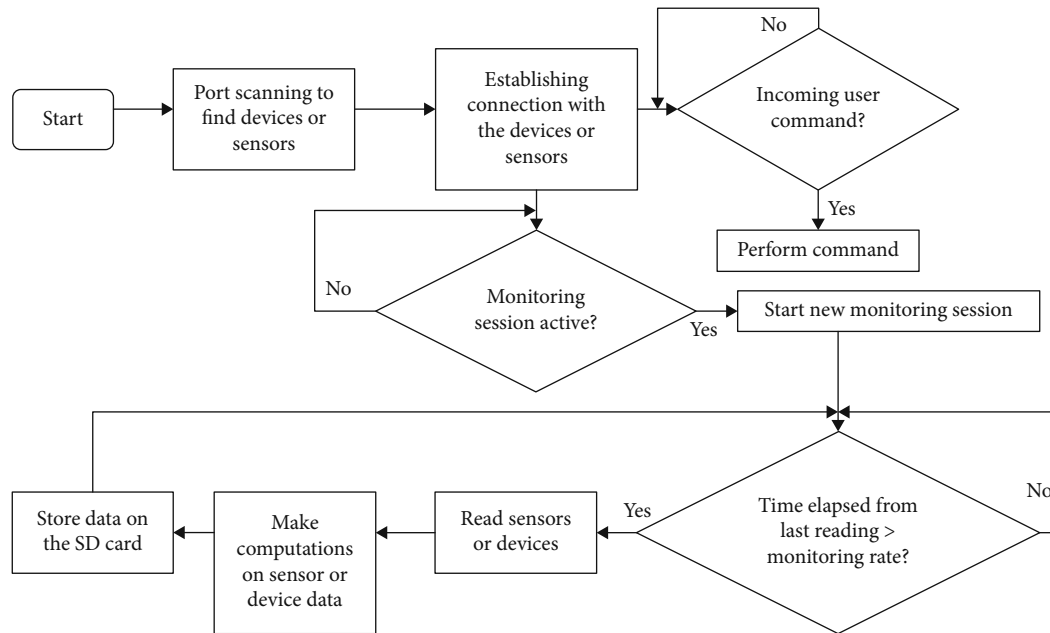 Start
Port scanning to
find devices or
sensors
Establishing
connection with
the devices or
sensors
No
Incoming user
command?
Yes
Perform command
No
Monitoring
session active?
Yes
Start new monitoring session
Time elapsed from
last reading >
monitoring rate?
No
Yes
Read sensors
or devices
Make
computations
on sensor or
device data
Store data on
the SD card